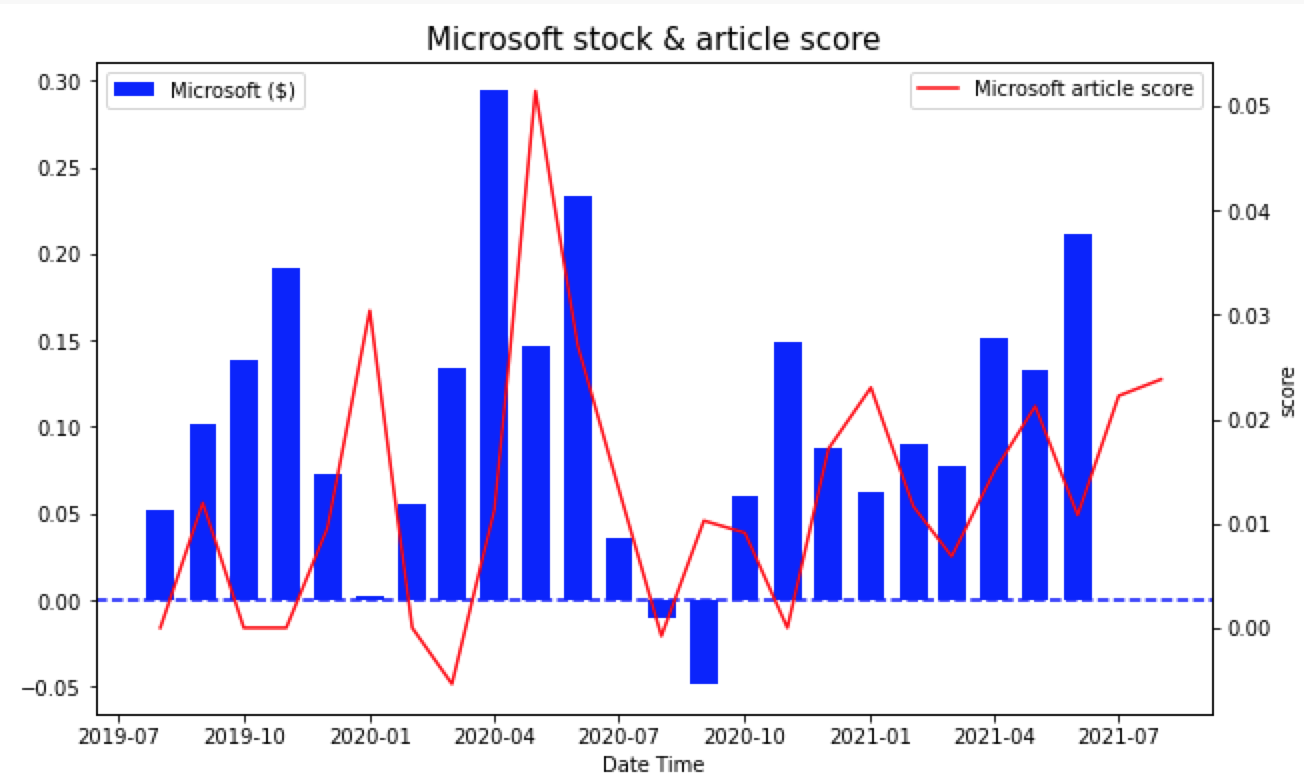 Microsoft stock & article score
Microsoft ($)
Microsoft article score
0.30
0.25
0.20
0.15
0.10
0.05
0.00
−0.05
0.05
0.04
0.03
0.02
0.01
0.00
score
2019-07 2019-10 2020-01 2020-04 2020-07 2020-10 2021-01 2021-04 2021-07
Date Time